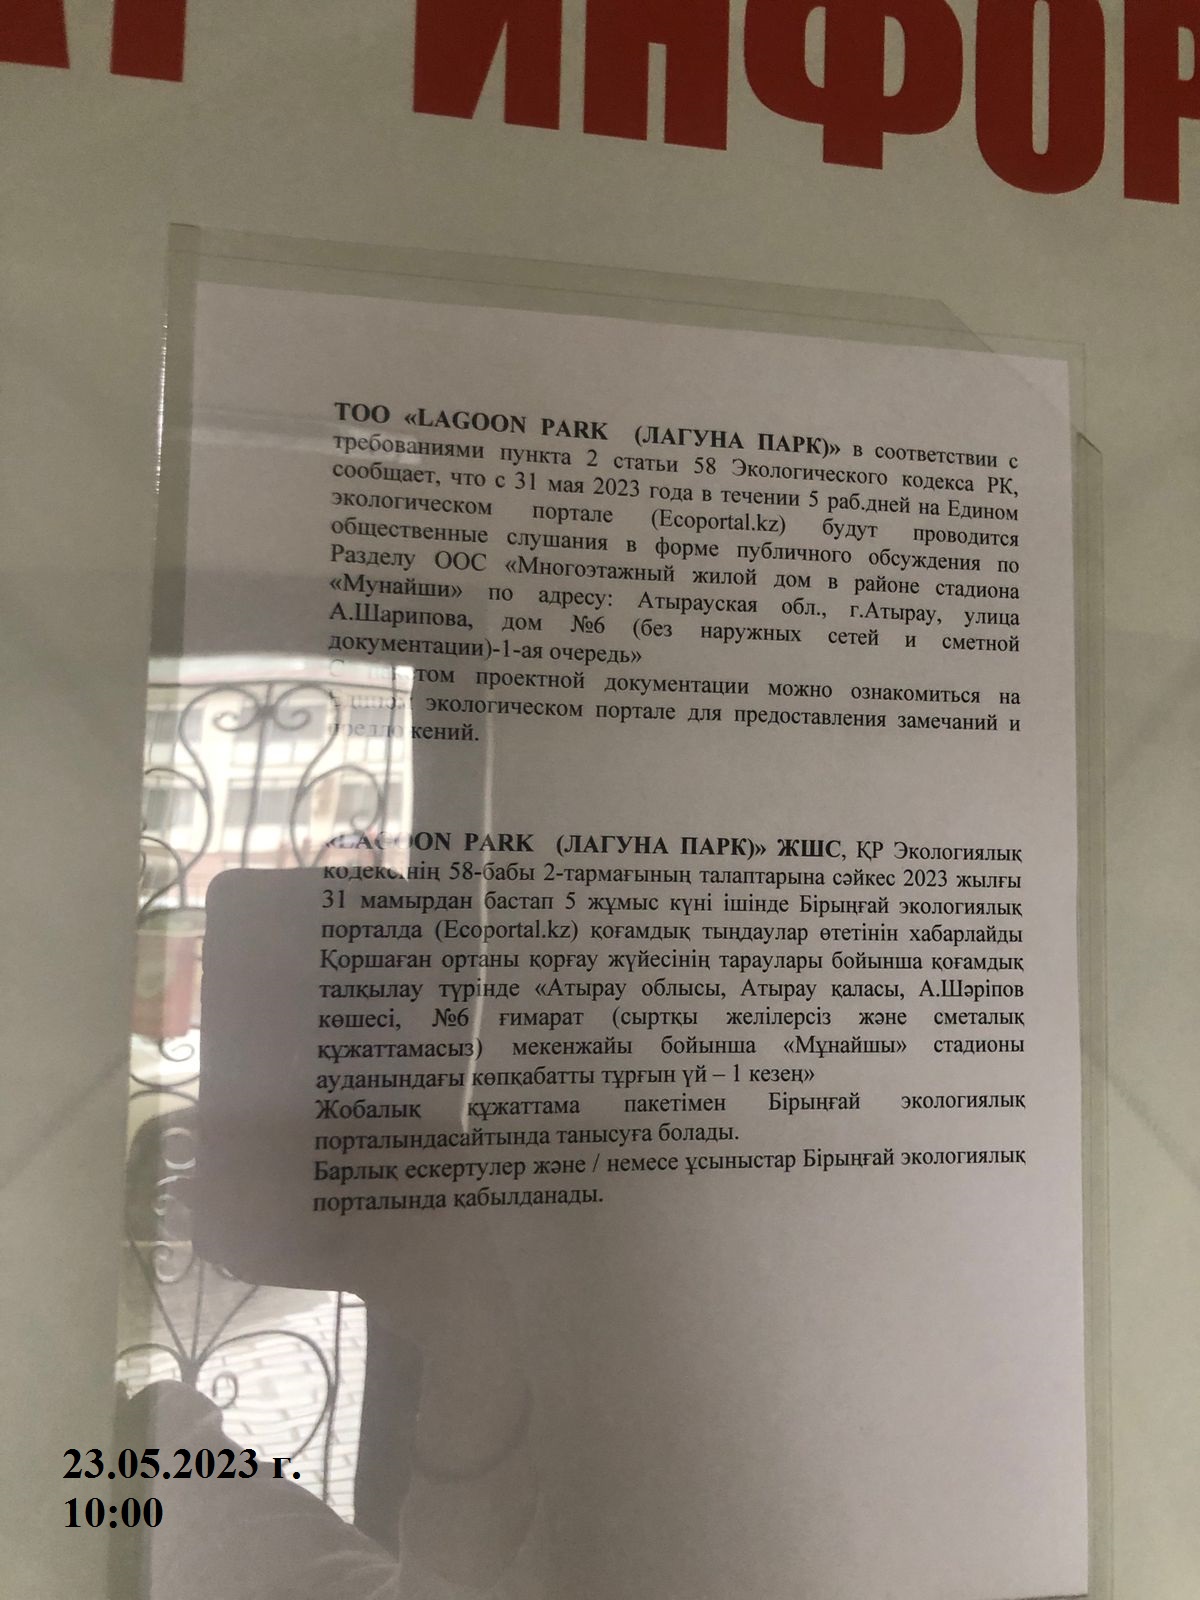 ИНФОР
ТОО «LAGOON PARK (ЛАГУНА ПАРК)» в соответствии с
требованиями пункта 2 статьи 58 Экологического кодекса РК,
сообщает, что с 31 мая 2023 года в течении 5 раб.дней на Едином
экологическом портале (Ecoportal.kz) будут проводится
общественные слушания в форме публичного обсуждения по
Разделу ООС «Многоэтажный жилой дом в районе стадиона
«Мунайши» по адресу: Атырауская обл., г.Атырау, улица
А.Шарипова, дом №6 (без наружных сетей и сметной
документации)-1-ая очередь»
проектной документации можно ознакомиться на
экологическом портале для предоставления замечаний и
предложений.
«LAGOON PARK (ЛАГУНА ПАРК)» ЖШС, ҚР Экологиялық
кодексінің 58-бабы 2-тармағының талаптарына сәйкес 2023 жылғы
31 мамырдан бастап 5 жұмыс күні ішінде Бірыңғай экологиялық
порталда (Ecoportal.kz) қоғамдық тыңдаулар өтетінін хабарлайды
Қоршаған ортаны қорғау жүйесінің тараулары бойынша қоғамдық
талқылау түрінде «Атырау облысы, Атырау қаласы, А.Шәріпов
көшесі, №6 ғимарат (сыртқы желілерсіз және сметалық
құжаттамасыз) мекенжайы бойынша «Мұнайшы» стадионы
ауданындағы көпқабатты тұрғын үй – 1 кезең»
Жобалық құжаттама пакетімен Бірыңғай экологиялық
порталындасайтында танысуға болады.
Барлық ескертулер және / немесе ұсыныстар Бірыңғай экологиялық
порталында қабылданады.
23.05.2023 г.
10:00